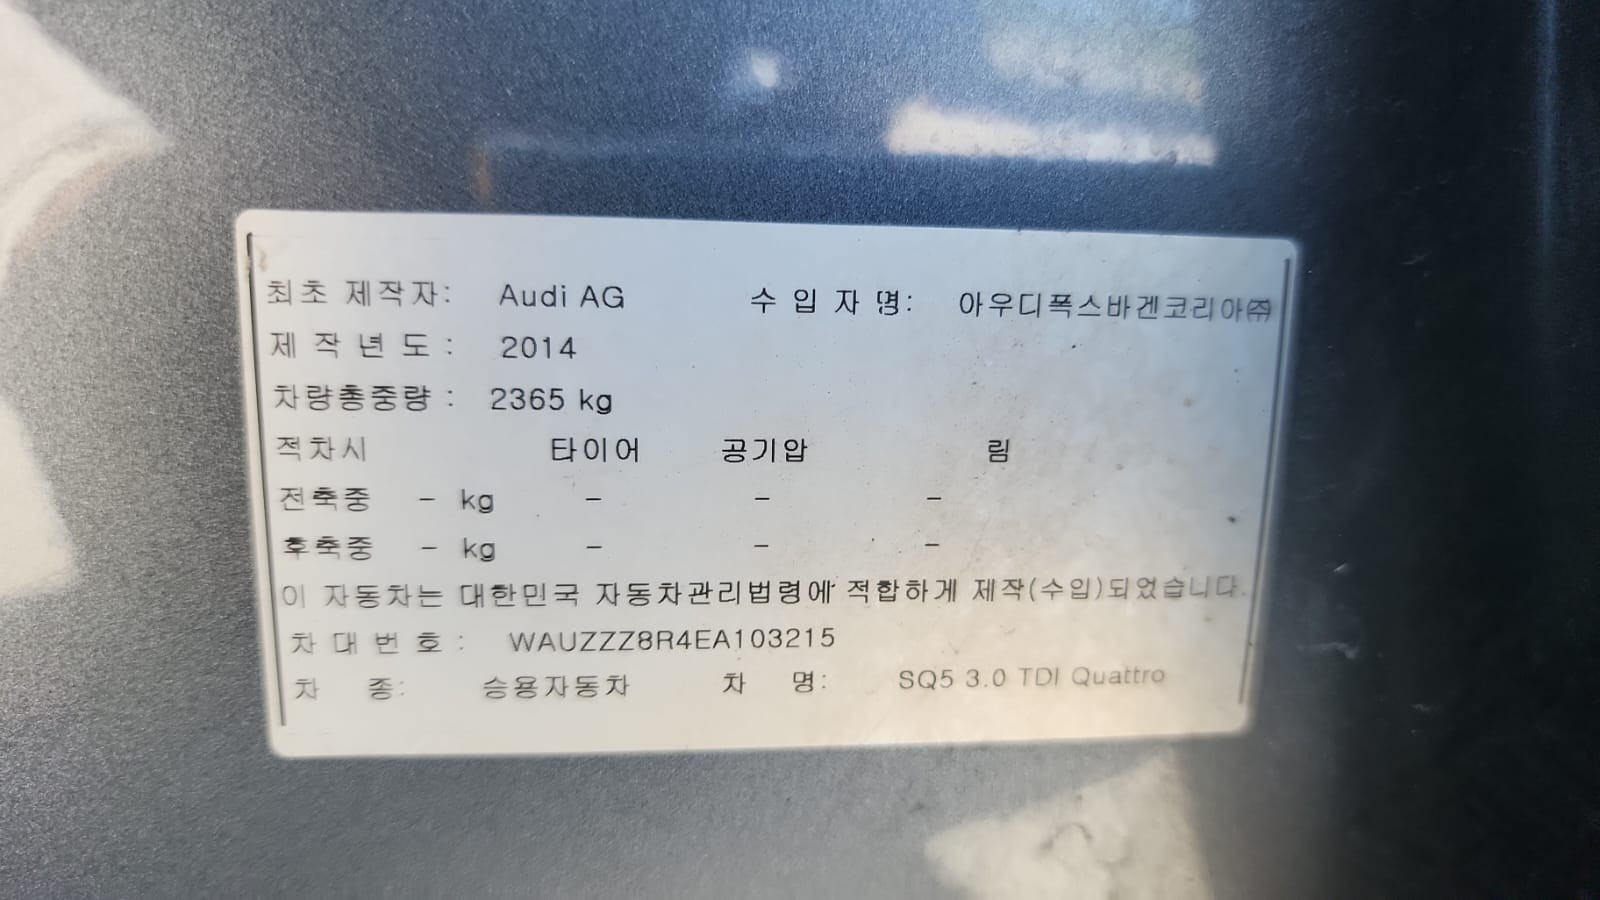 최초 제작자: Audi AG 수 입 자 명: 아우디폭스바겐코리아㈜
제 작 년 도 : 2014
차량총중량 : 2365 kg
적차시 타이어 공기압 림
전축중 - kg - - -
후축중 - kg - - -
이 자동차는 대한민국 자동차관리법령에 적합하게 제작(수입)되었습니다.
차 대 번 호 : WAUZZZ8R4EA103215
차 종: 승용자동차 차 명: SQ5 3.0 TDI Quattro